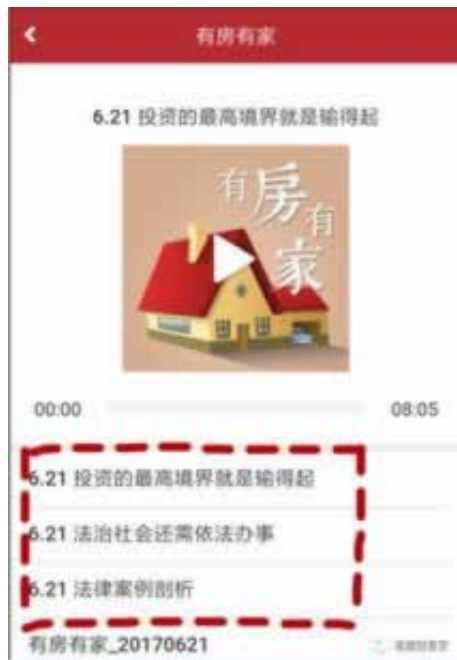 有房有家
6.21 投资的最高境界就是输得起
有房有家
00:00
08:05
6.21 投资的最高境界就是输得起
6.21 法治社会还需依法办事
6.21 法律案例剖析
有房有家_20170621